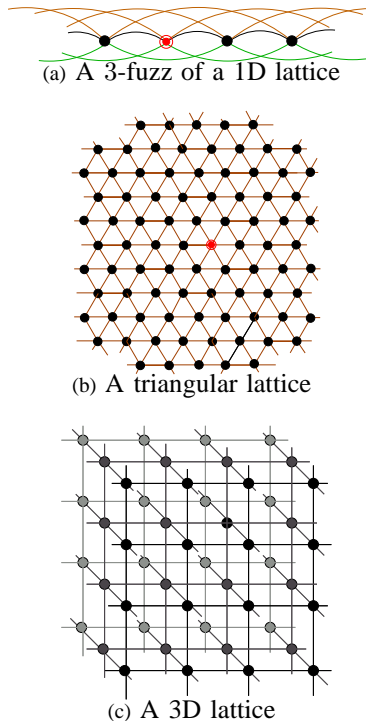 (a) A 3-fuzz of a 1D lattice
(b) A triangular lattice
(c) A 3D lattice